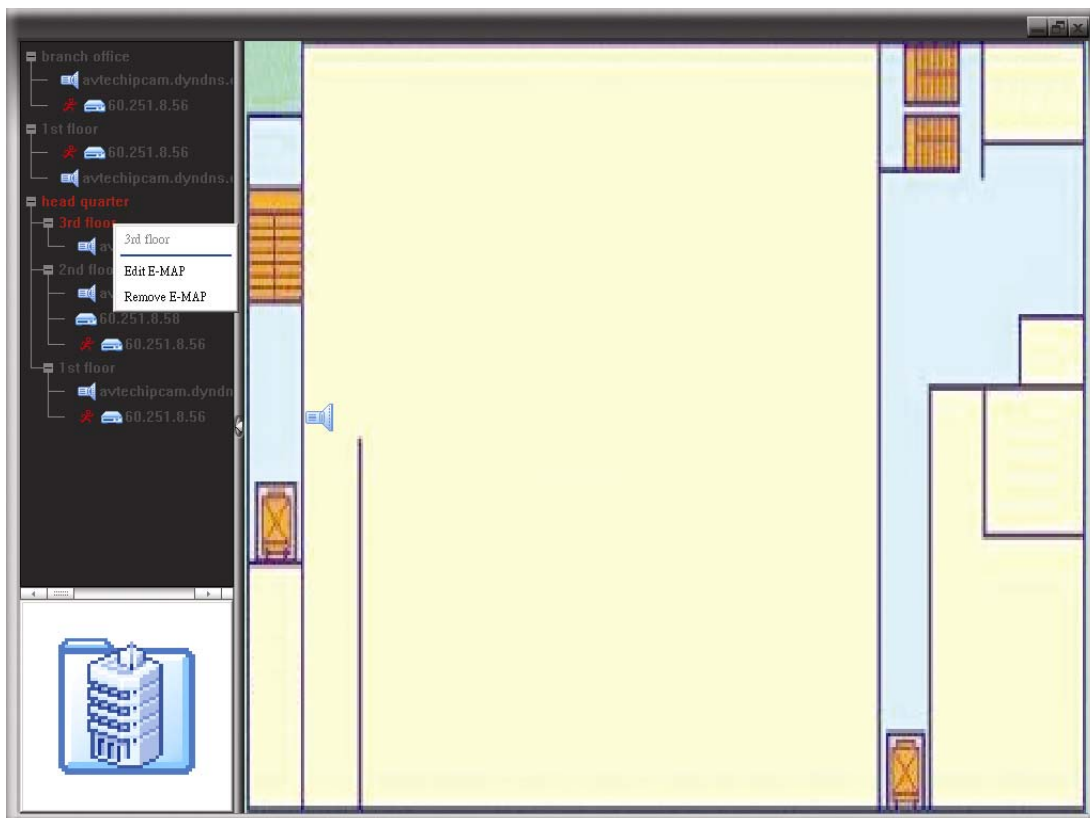 branch office
avtechipcam.dyndns.
60.251.8.56
1st floor
60.251.8.56
avtechipcam.dyndns.
head quarter
3rd floor
av
3rd floor
Edit E-MAP
Remove E-MAP
2nd floo
av
60.251.8.58
60.251.8.56
1st floor
avtechipcam.dyndn
60.251.8.56